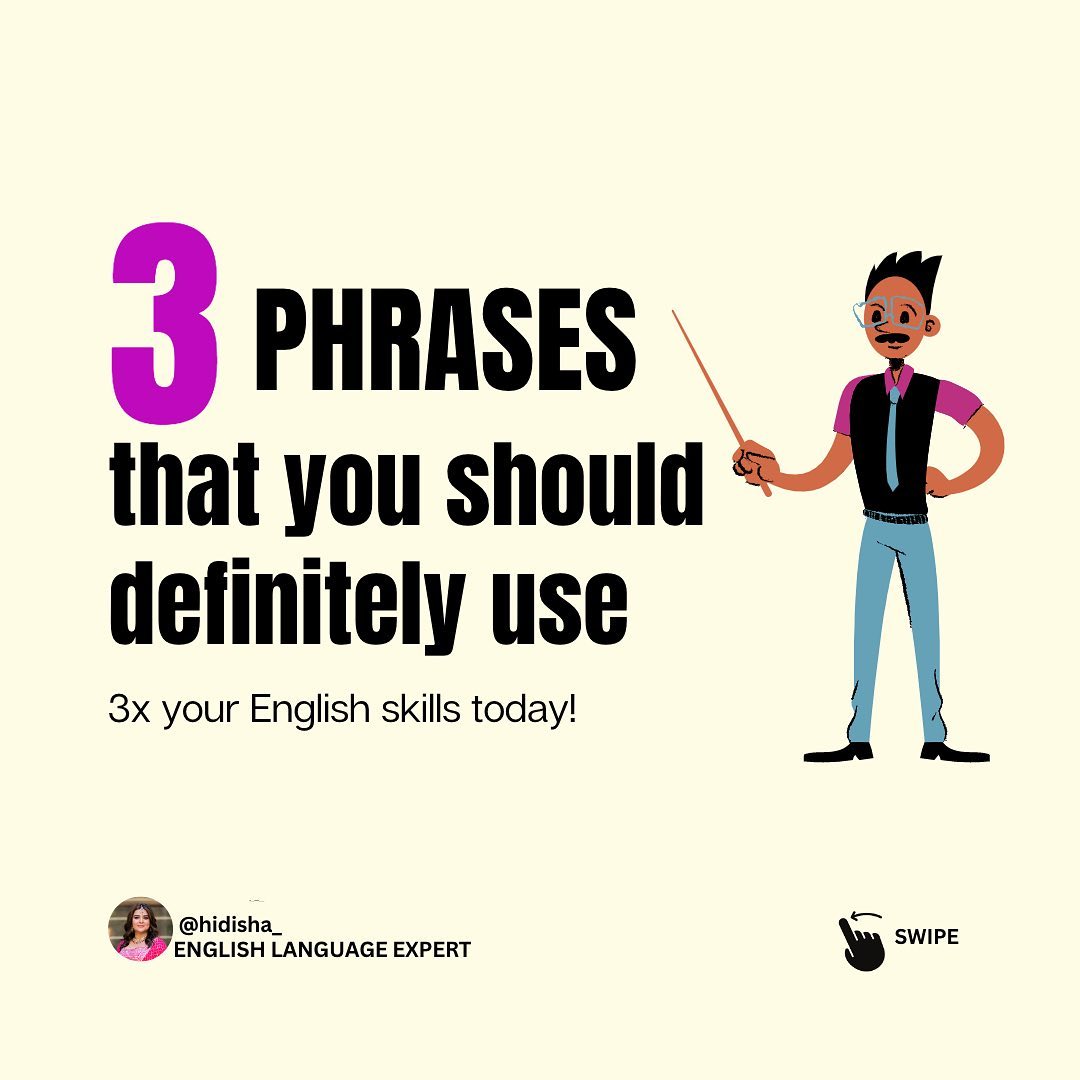 3 PHRASES
that you should
definitely use
3x your English skills today!
@hidisha_
ENGLISH LANGUAGE EXPERT
SWIPE